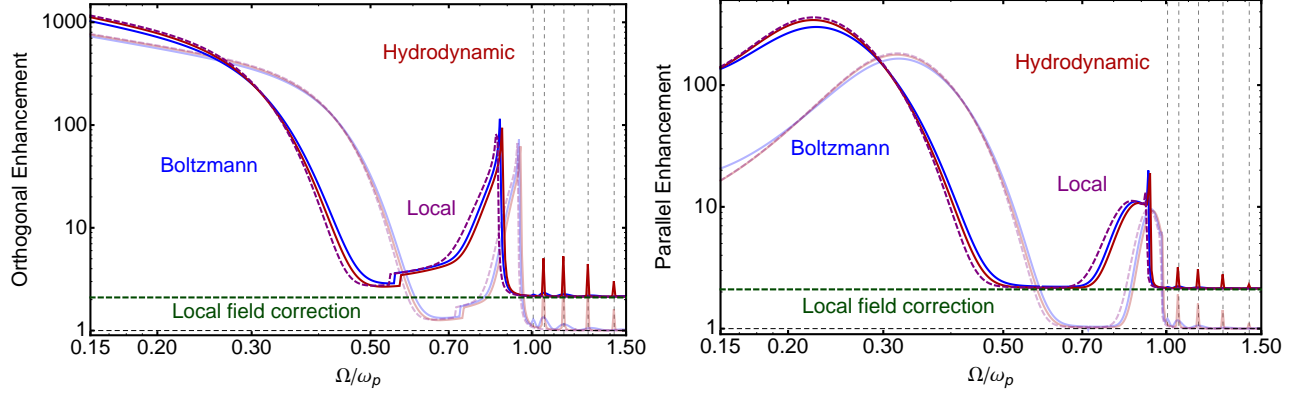 Orthogonal Enhancement
1000
100
10
1
Hydrodynamic
Boltzmann
Local
Local field correction
0.15 0.20 0.30 0.50 0.70 1.00 1.50
Ω/ωp
Parallel Enhancement
100
10
1
Hydrodynamic
Boltzmann
Local
Local field correction
0.15 0.20 0.30 0.50 0.70 1.00 1.50
Ω/ωp